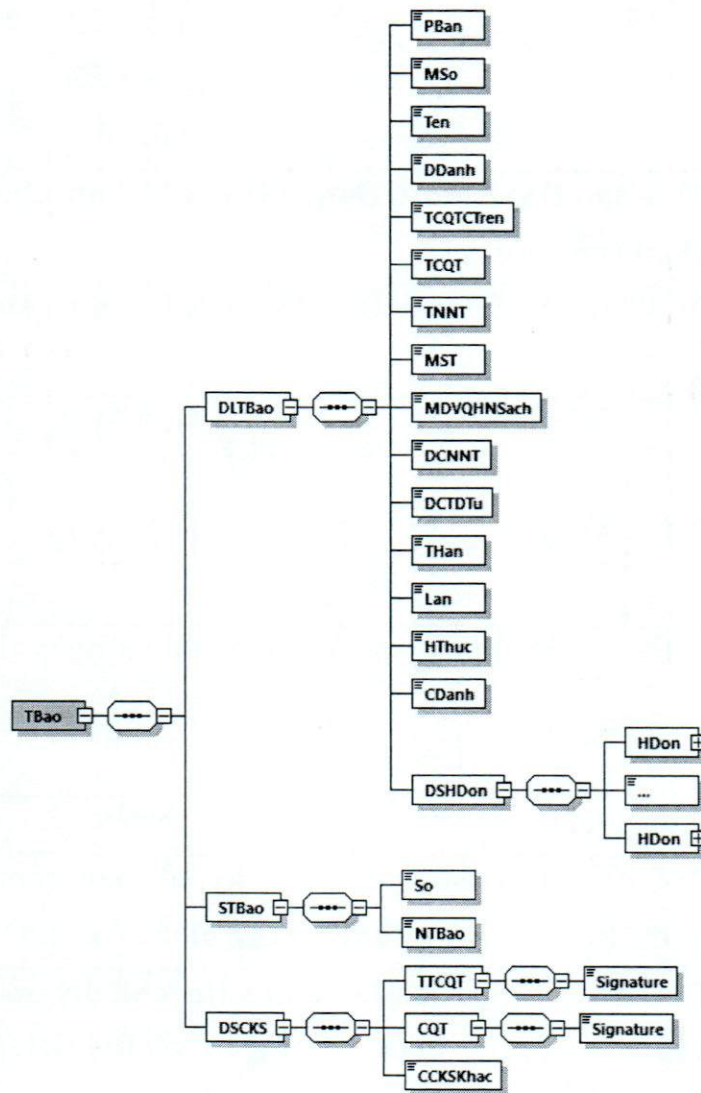 PBan
MSo
Ten
DDanh
TCQTCTren
TCQT
TNNT
MST
DLTBao
MDVQHNSach
DCNNT
DCTDTu
THan
Lan
HThuc
CDanh
TBao
HDon
DSHDon
...
HDon
So
STBao
NTBao
TTCQT
Signature
DSCKS
CQT
Signature
CCKSKhac